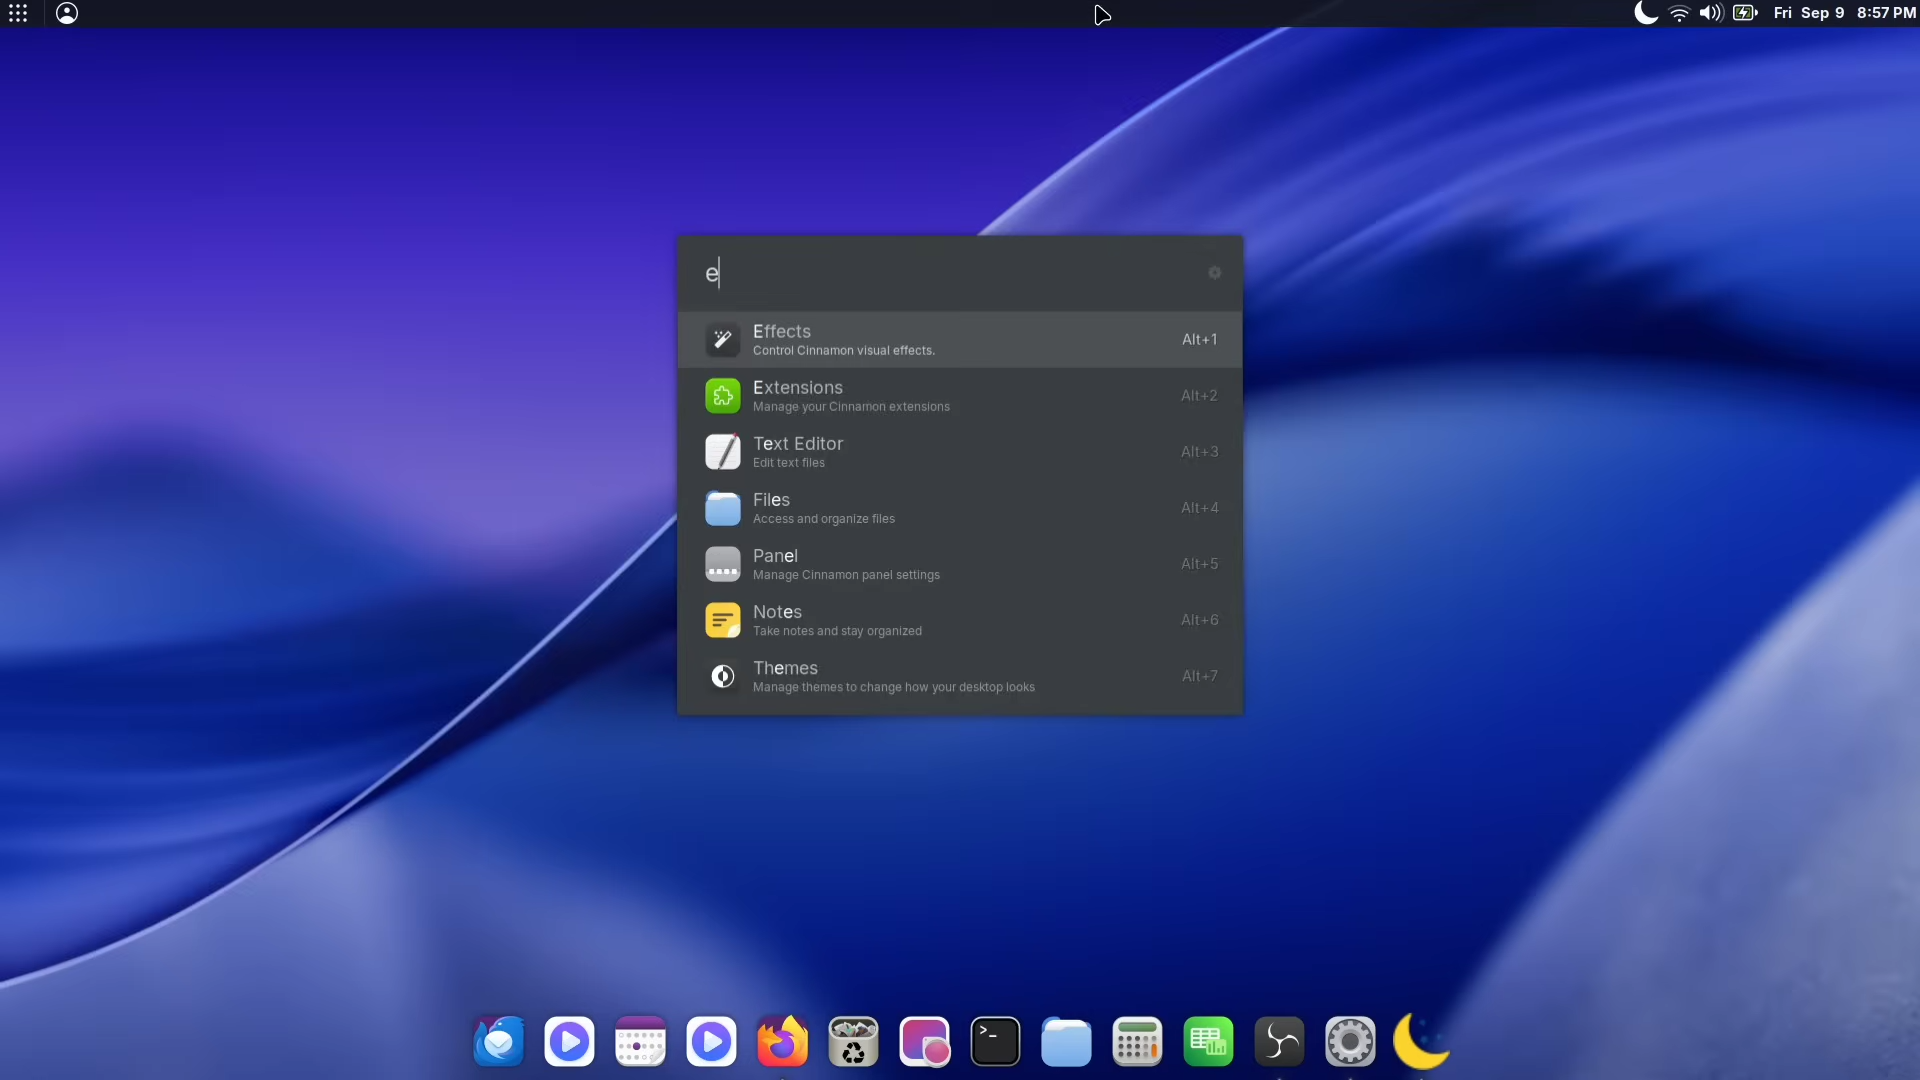 Fri Sep 9 8:57 PM
e
Effects
Control Cinnamon visual effects.
Alt+1
Extensions
Manage your Cinnamon extensions
Alt+2
Text Editor
Edit text files
Alt+3
Files
Access and organize files
Alt+4
Panel
Manage Cinnamon panel settings
Alt+5
Notes
Take notes and stay organized
Alt+6
Themes
Manage themes to change how your desktop looks
Alt+7
>_